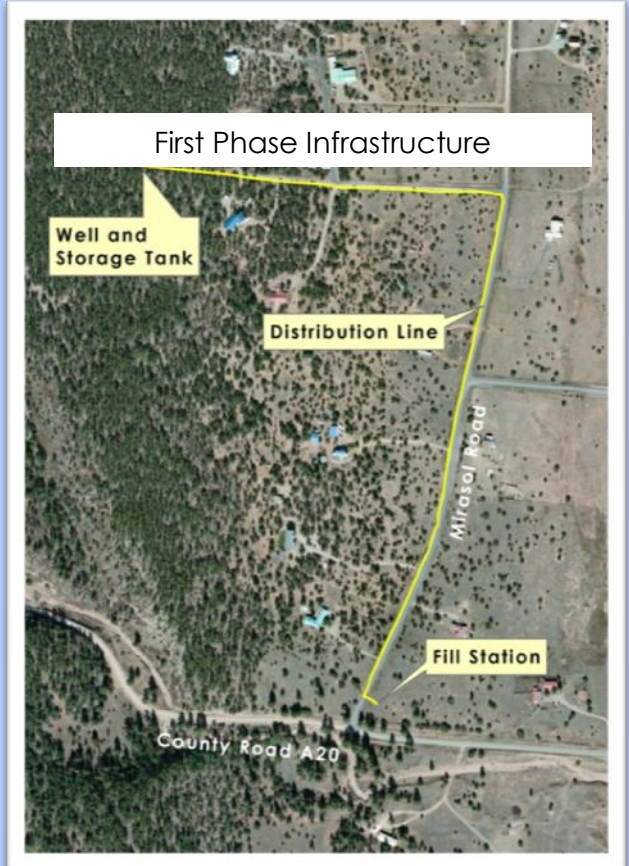 First Phase Infrastructure
Well and
Storage Tank
Distribution Line
Mirasol Road
Fill Station
County Road A20